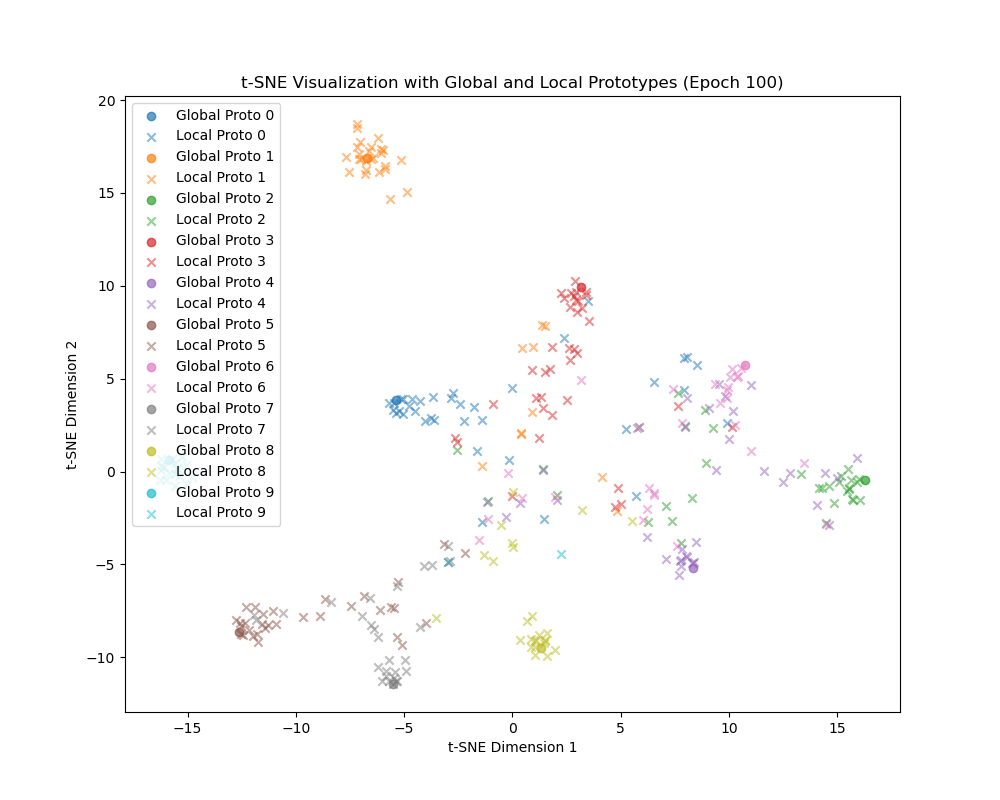 t-SNE Visualization with Global and Local Prototypes (Epoch 100)
20
15
10
5
0
−5
−10
t-SNE Dimension 2
Global Proto 0
Local Proto 0
Global Proto 1
Local Proto 1
Global Proto 2
Local Proto 2
Global Proto 3
Local Proto 3
Global Proto 4
Local Proto 4
Global Proto 5
Local Proto 5
Global Proto 6
Local Proto 6
Global Proto 7
Local Proto 7
Global Proto 8
Local Proto 8
Global Proto 9
Local Proto 9
−15 −10 −5 0 5 10 15
t-SNE Dimension 1